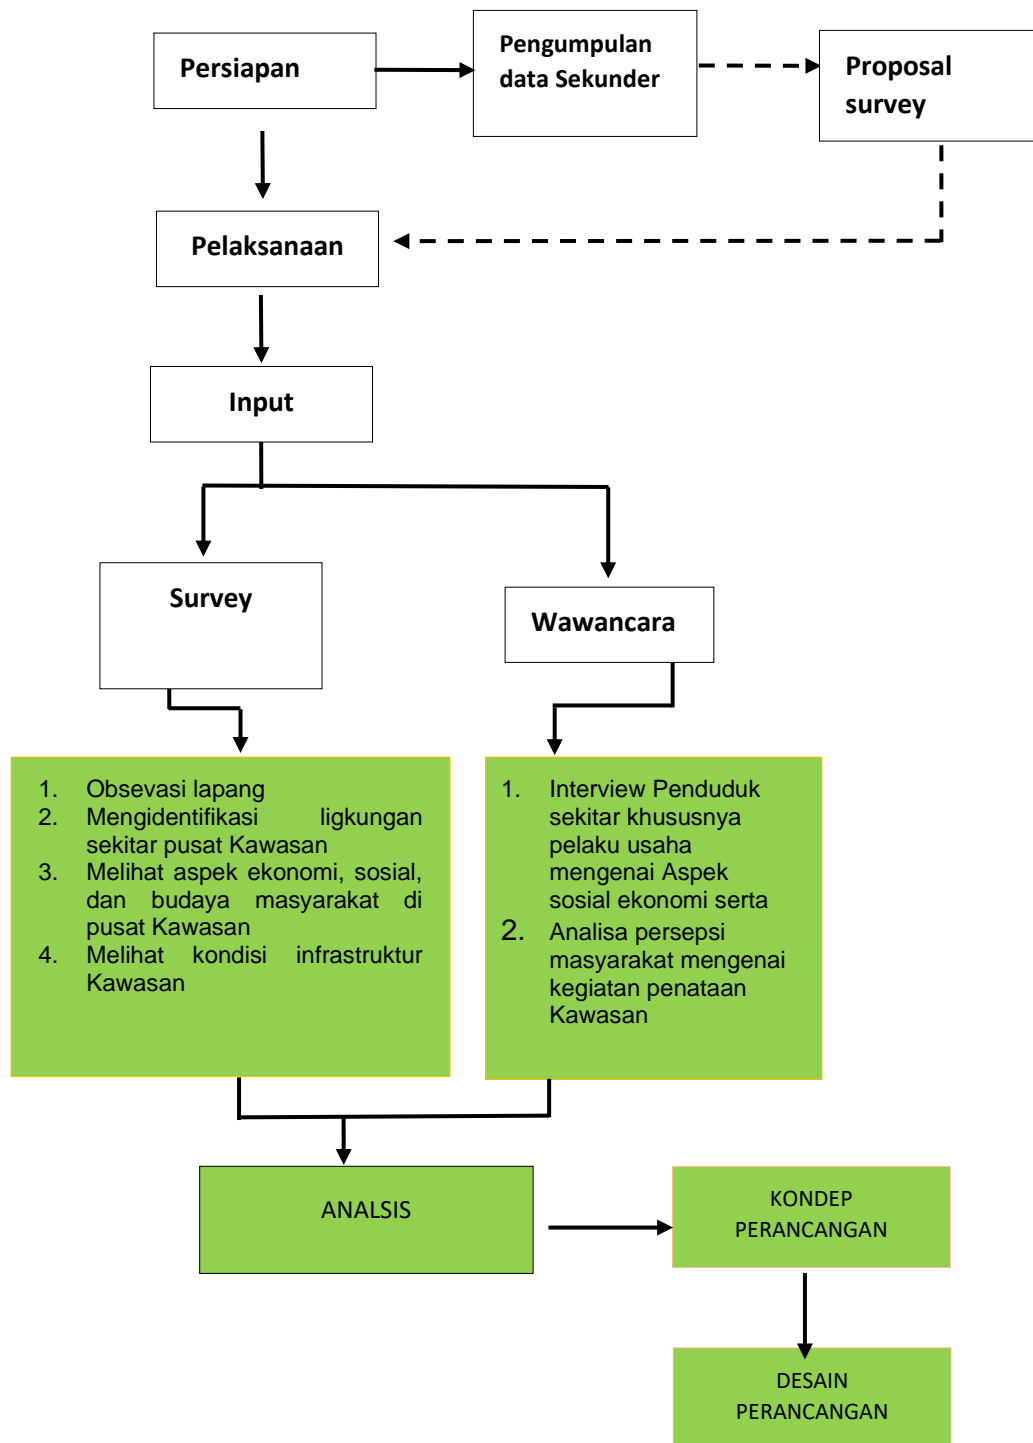 Persiapan
Pengumpulan
data Sekunder
Proposal
survey
Pelaksanaan
Input
Survey
Wawancara
1. Obsevasi lapang
2. Mengidentifikasi ligkungan
sekitar pusat Kawasan
3. Melihat aspek ekonomi, sosial,
dan budaya masyarakat di
pusat Kawasan
4. Melihat kondisi infrastruktur
Kawasan
1. Interview Penduduk
sekitar khususnya
pelaku usaha
mengenai Aspek
sosial ekonomi serta
2. Analisa persepsi
masyarakat mengenai
kegiatan penataan
Kawasan
ANALSIS
KONDEP
PERANCANGAN
DESAIN
PERANCANGAN